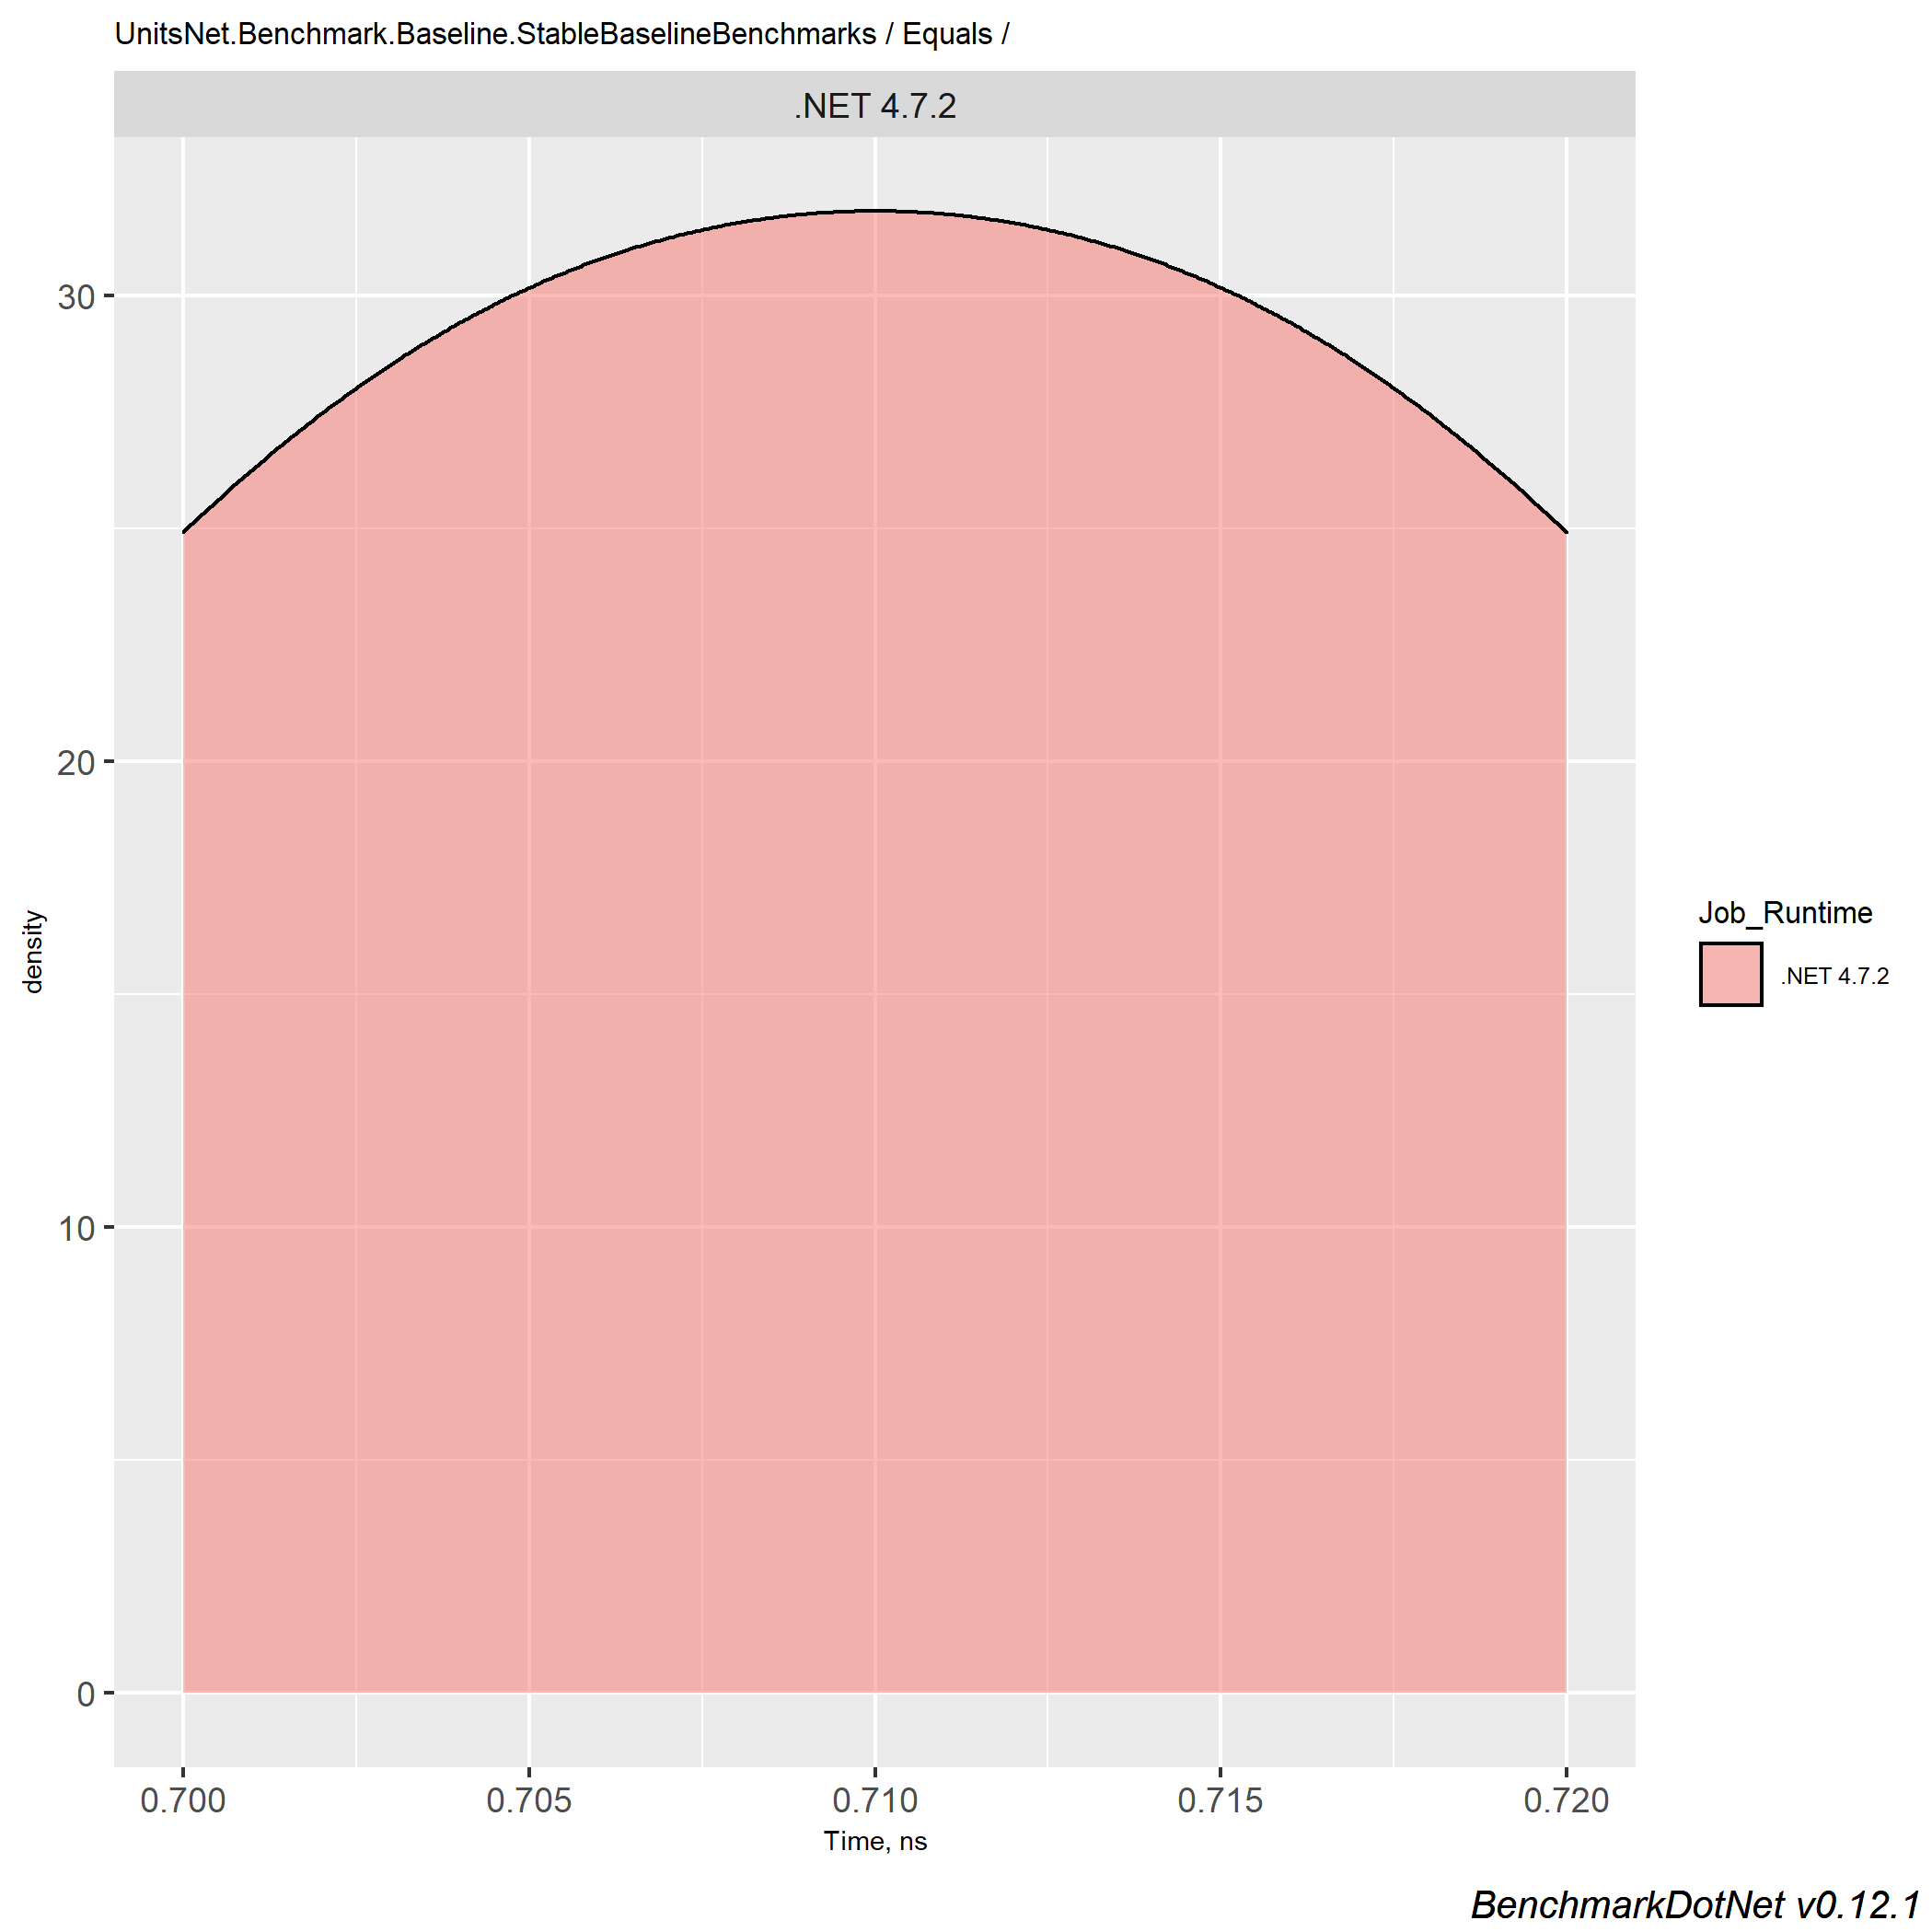 UnitsNet.Benchmark.Baseline.StableBaselineBenchmarks / Equals /
.NET 4.7.2
30
20
10
0
density
0.700 0.705 0.710 0.715 0.720
Time, ns
Job_Runtime
.NET 4.7.2
BenchmarkDotNet v0.12.1